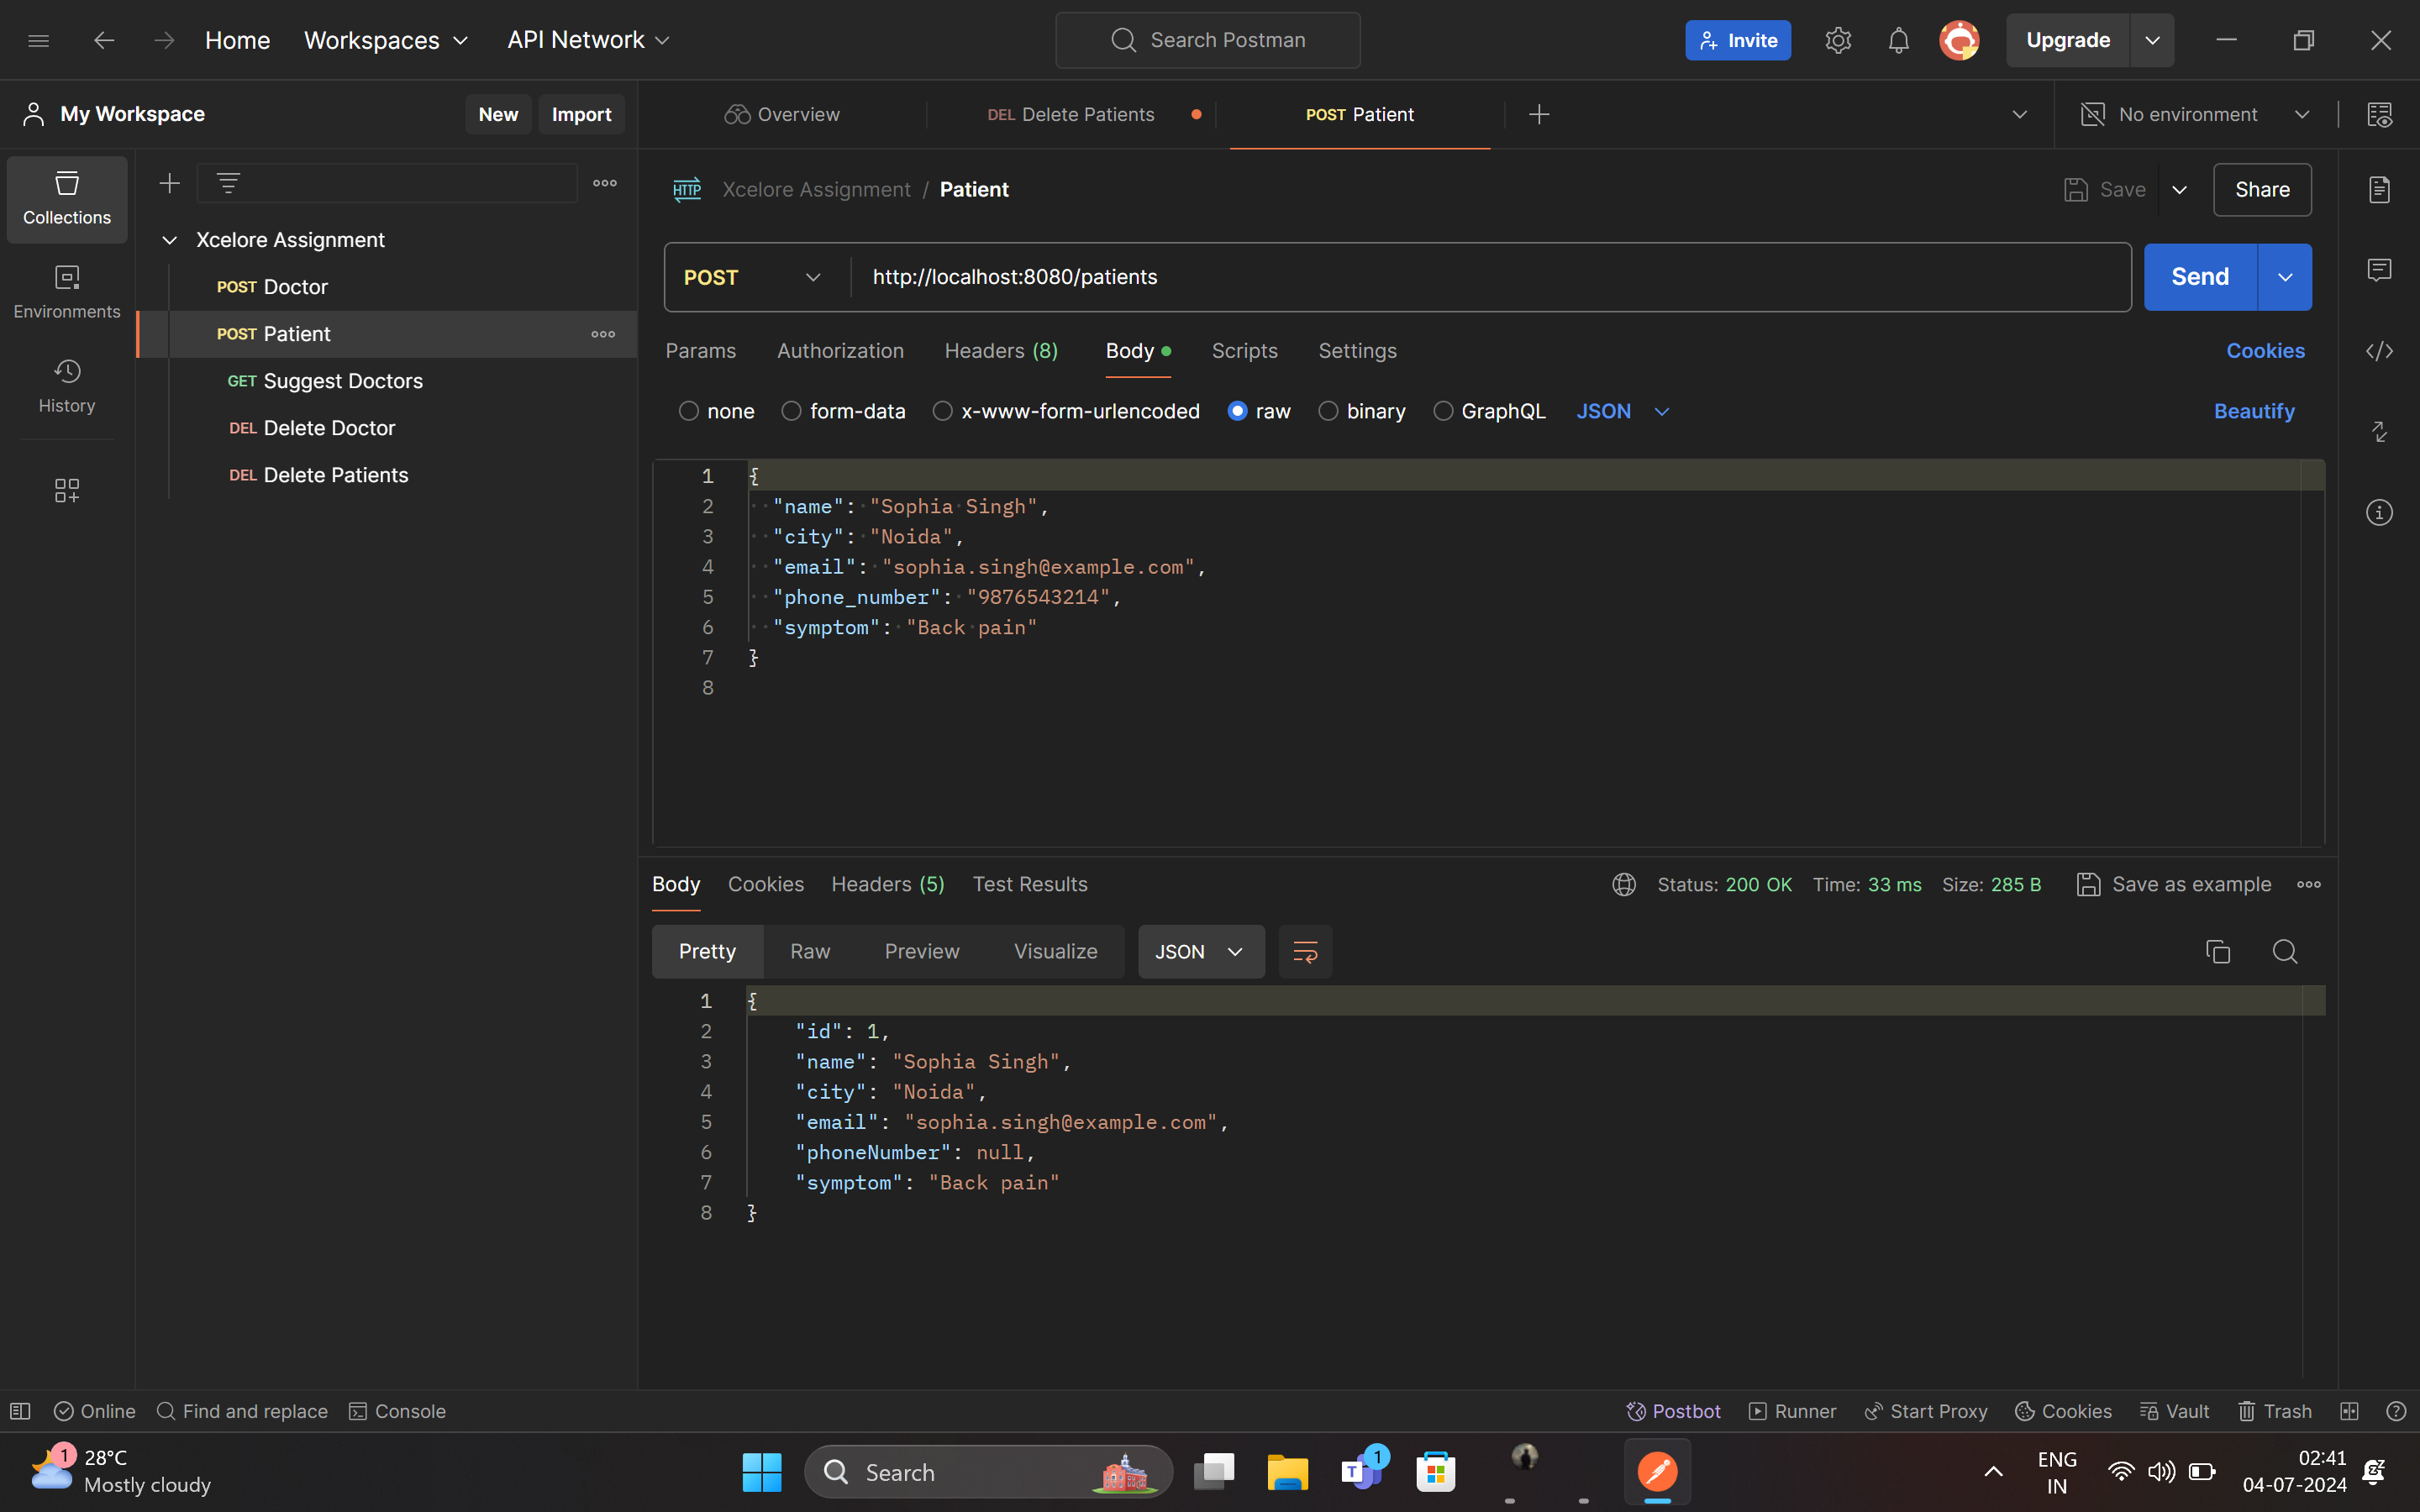 Home Workspaces API Network Search Postman Invite Upgrade
My Workspace New Import Overview DEL Delete Patients POST Patient No environment
Collections
Environments
History
Xcelore Assignment
POST Doctor
POST Patient
GET Suggest Doctors
DEL Delete Doctor
DEL Delete Patients
HTTP Xcelore Assignment / Patient Save Share
POST http://localhost:8080/patients Send
Params Authorization Headers (8) Body Scripts Settings Cookies
none form-data x-www-form-urlencoded raw binary GraphQL JSON Beautify
1 {
2 "name": "Sophia Singh",
3 "city": "Noida",
4 "email": "sophia.singh@example.com",
5 "phone_number": "9876543214",
6 "symptom": "Back pain"
7 }
8
Body Cookies Headers (5) Test Results Status: 200 OK Time: 33 ms Size: 285 B Save as example
Pretty Raw Preview Visualize JSON
1 {
2 "id": 1,
3 "name": "Sophia Singh",
4 "city": "Noida",
5 "email": "sophia.singh@example.com",
6 "phoneNumber": null,
7 "symptom": "Back pain"
8 }
Online Find and replace Console Postbot Runner Start Proxy Cookies Vault Trash
1 28°C
Mostly cloudy
Search
T 1
ENG
IN
02:41
04-07-2024